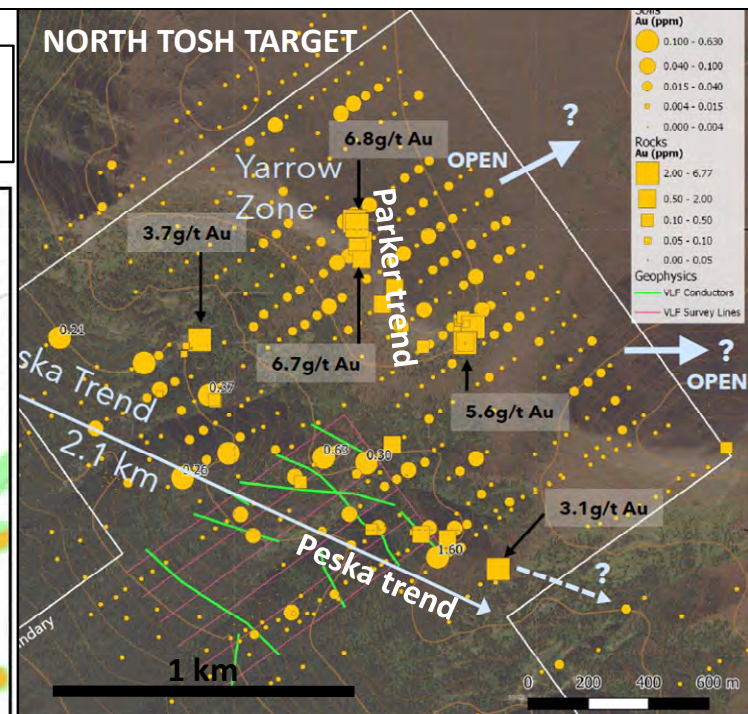 NORTH TOSH TARGET
Soils
Au (ppm)
0.100 - 0.630
0.040 - 0.100
0.015 - 0.040
0.004 - 0.015
0.000 - 0.004
Rocks
Au (ppm)
2.00 - 6.77
0.50 - 2.00
0.10 - 0.50
0.05 - 0.10
0.00 - 0.05
Geophysics
VLF Conductors
VLF Survey Lines
6.8g/t Au
Yarrow
Zone
OPEN
?
Parker trend
3.7g/t Au
0.21
6.7g/t Au
?
OPEN
ska Trend
0.37
5.6g/t Au
2.1 km
0.63
0.30
0.26
3.1g/t Au
1.60
Peska trend
?
ndary
1 km
0 200 400 600 m